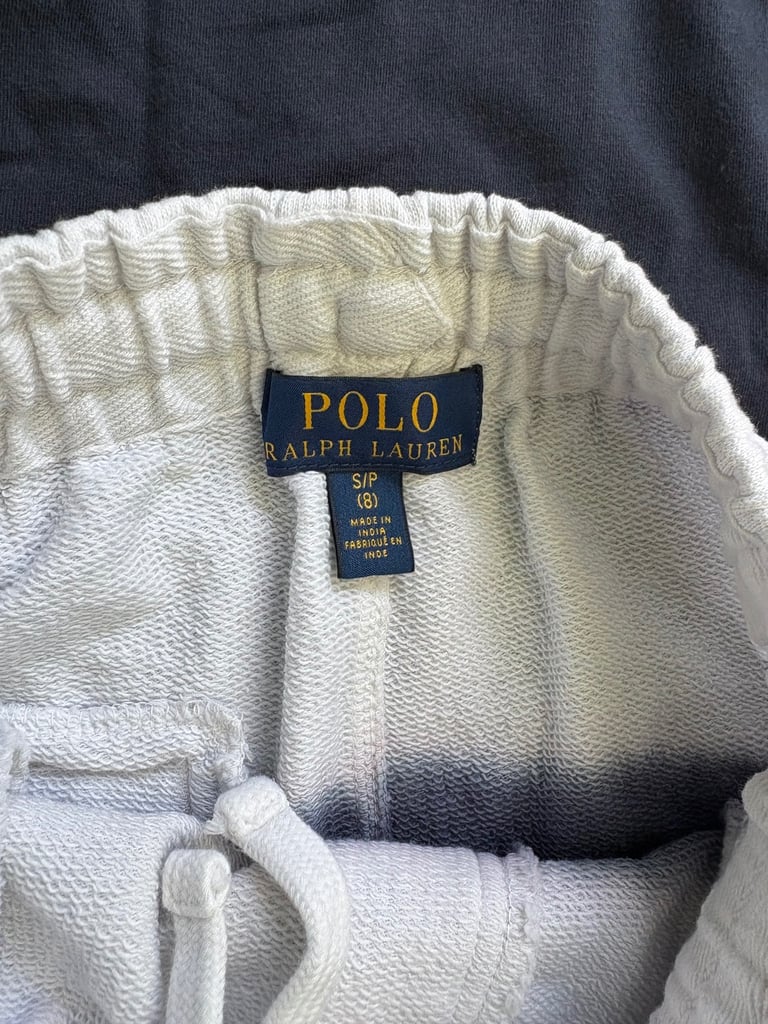 POLO
RALPH LAUREN
S/P
(8)
MADE IN
INDIA
FABRIQUÉ EN
INDE